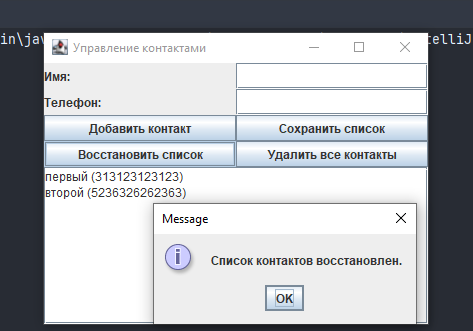 in\jav
telliJ
Управление контактами
Имя:
Телефон:
Добавить контакт
Сохранить список
Восстановить список
Удалить все контакты
первый (313123123123)
второй (5236326262363)
Message
Список контактов восстановлен.
OK